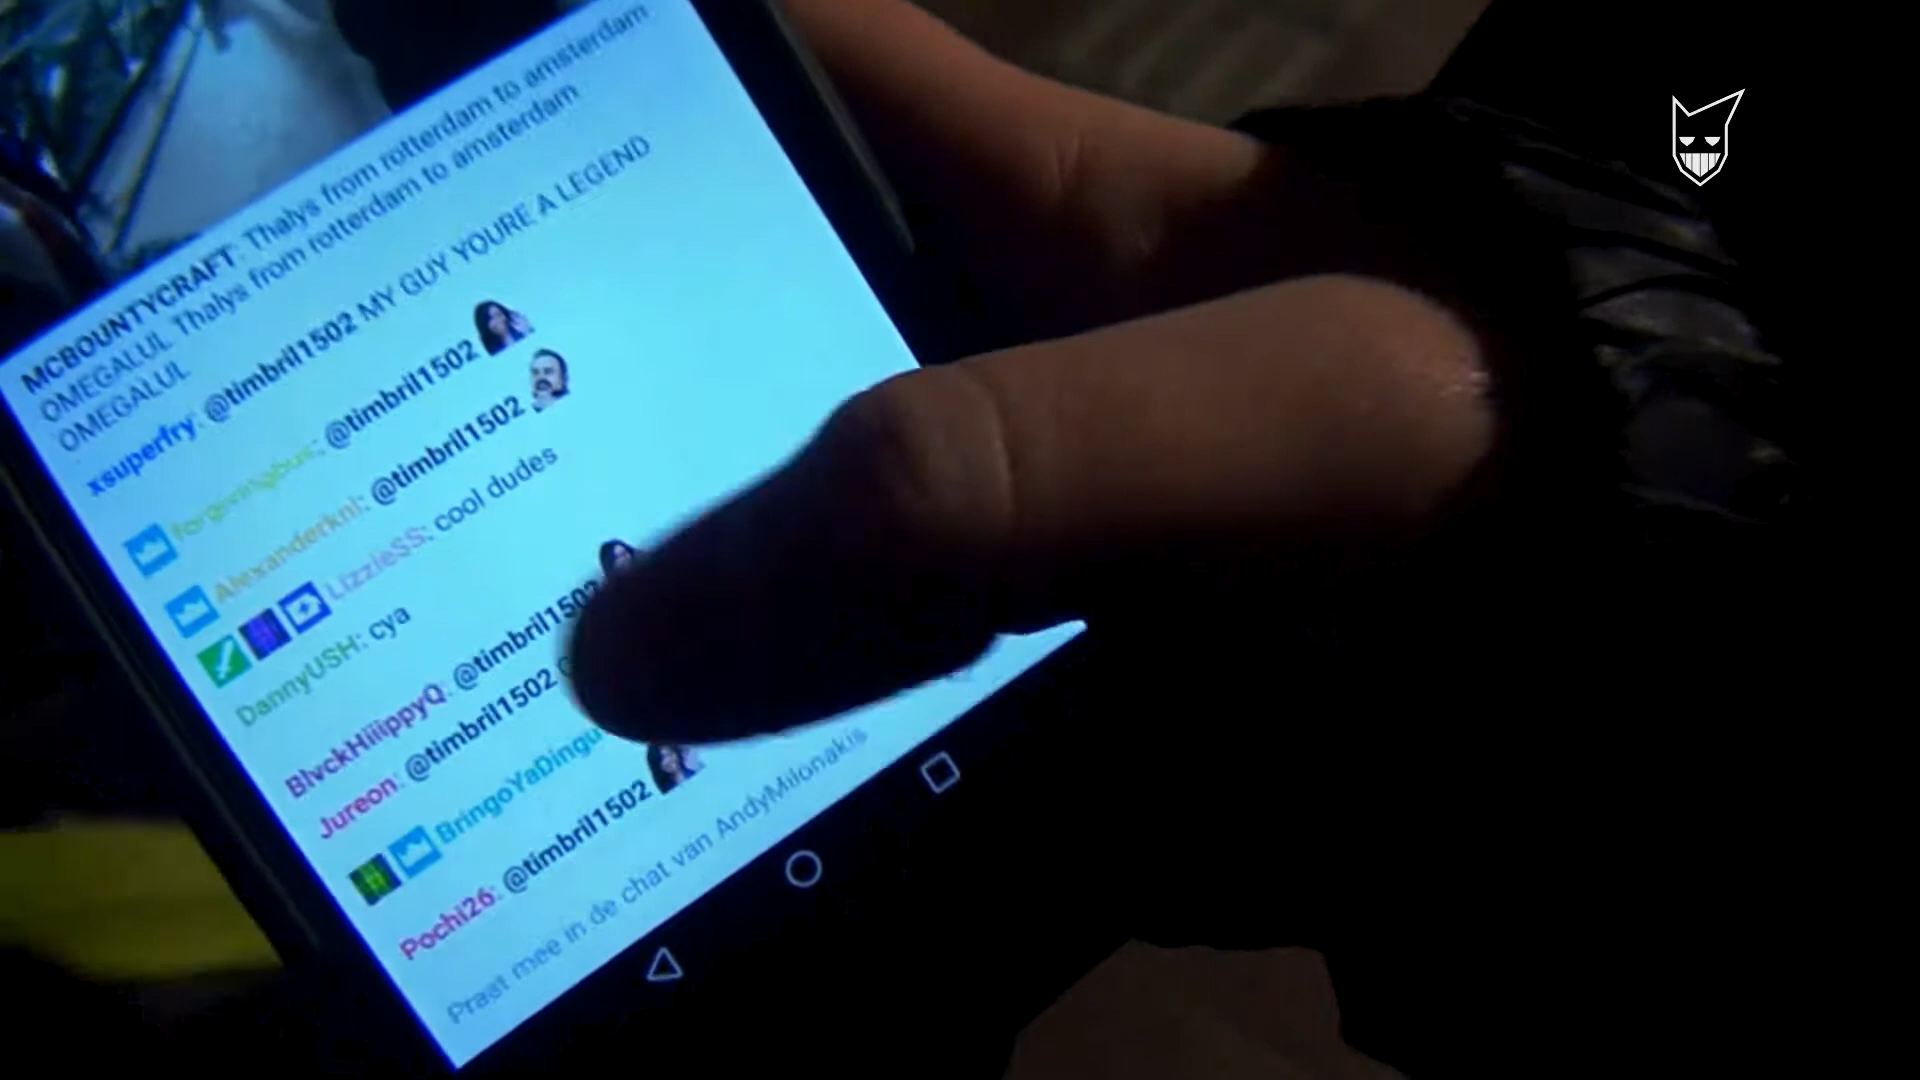 MCBOUNTYCRAFT: Thalys from rotterdam to amsterdam
OMEGALUL Thalys from rotterdam to amsterdam
OMEGALUL
xsuperfry: @timbril1502 MY GUY YOURE A LEGEND
forgivingbus: @timbril1502
Alexanderknl: @timbril1502
LizzieSS: cool dudes
DannyUSH: cya
BlvckHiiippyQ: @timbril1502
Jureon: @timbril1502
BringoYaDingu
Pochi26: @timbril1502
Praat mee in de chat van AndyMilonakis